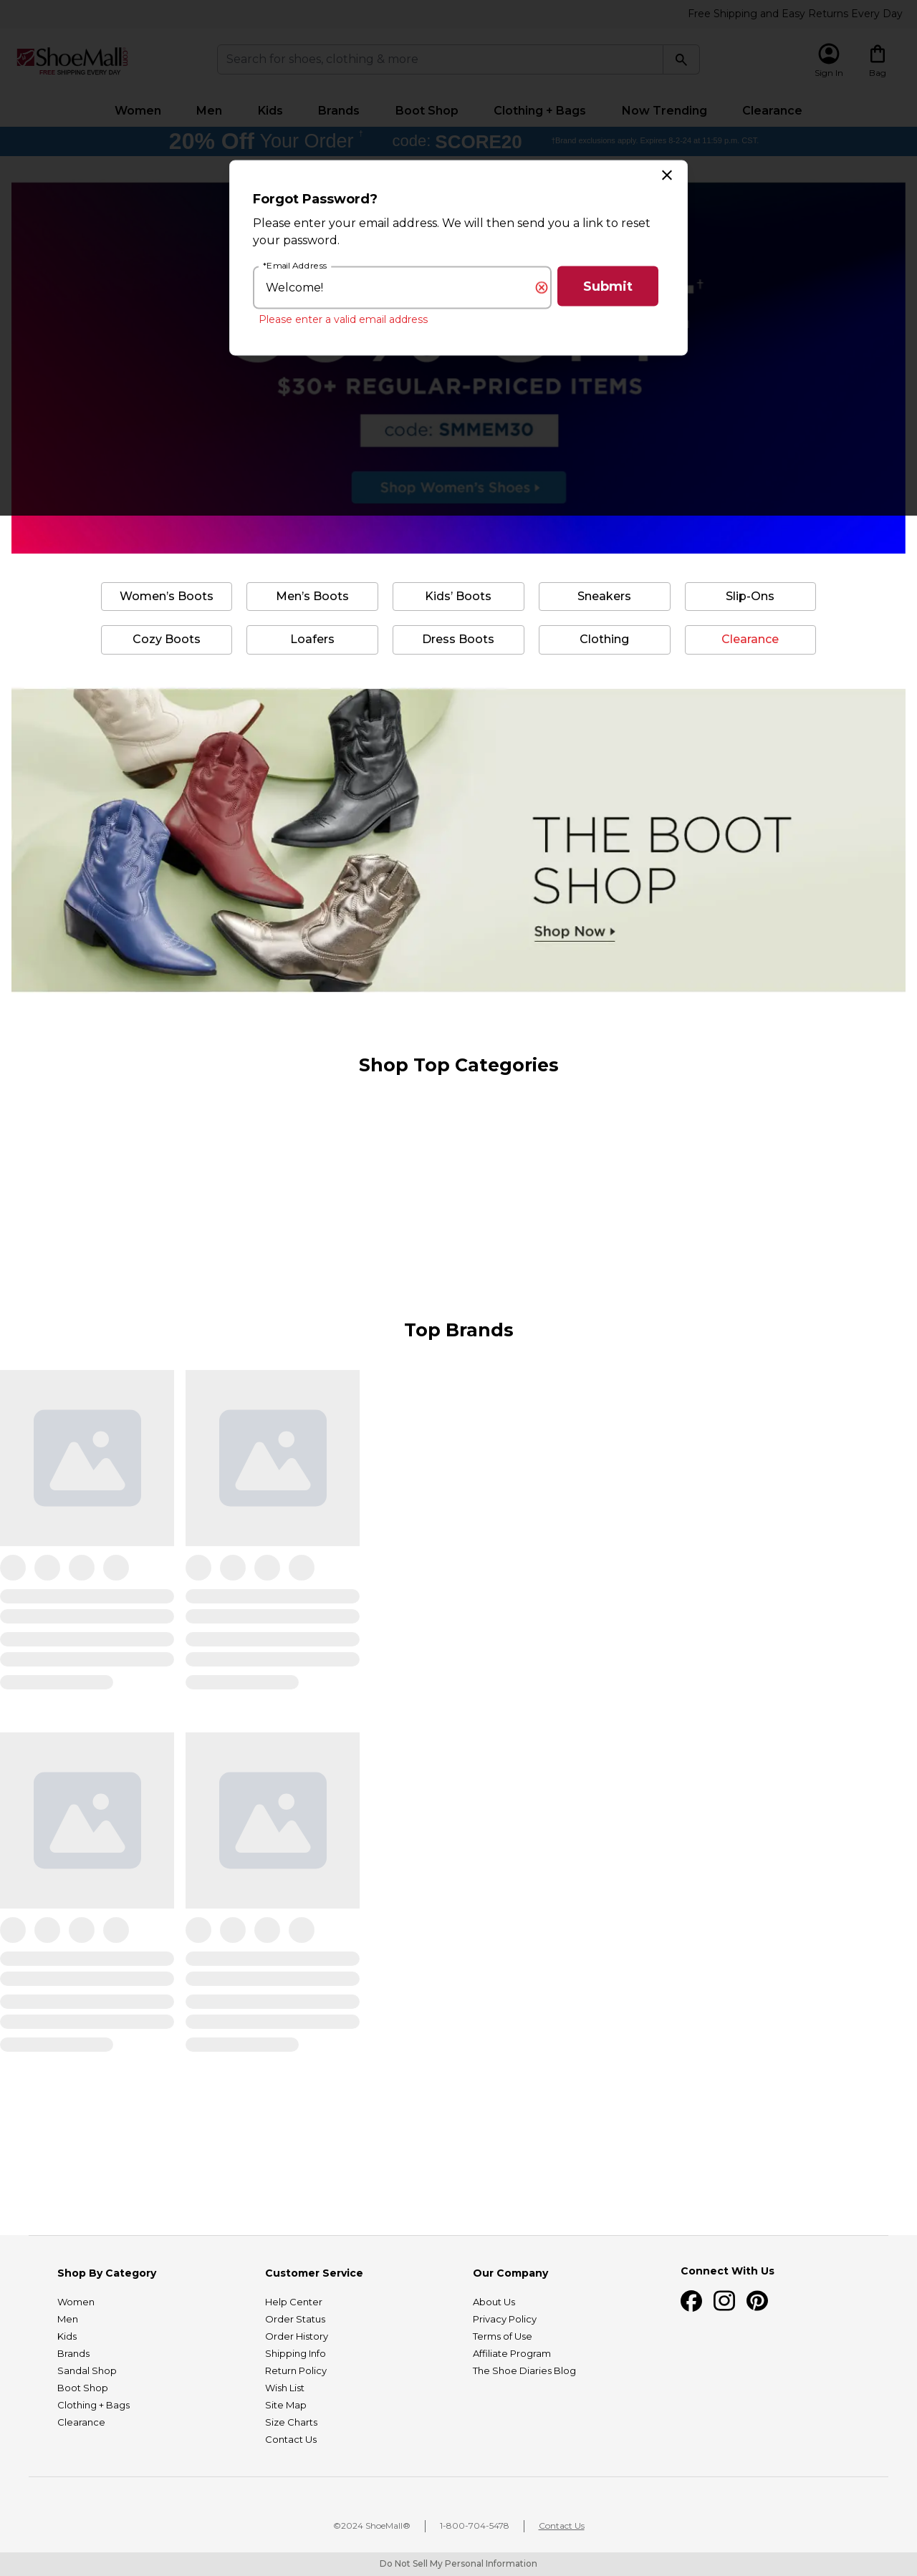 Free Shipping and Easy Returns Every Day
ShoeMall
FREE SHIPPING EVERY DAY
Search for shoes, clothing & more
Sign In
Bag
Women Men Kids Brands Boot Shop Clothing + Bags Now Trending Clearance
20% Off Your Order † code: SCORE20 †Brand exclusions apply. Expires 6-2-24 at 11:59 p.m. CST.
Forgot Password?
Please enter your email address. We will then send you a link to reset
your password.
*Email Address
Welcome!
Submit
Please enter a valid email address
$30+ REGULAR-PRICED ITEMS
code: SMMEM30
Shop Women's Shoes
Women’s Boots Men’s Boots Kids’ Boots Sneakers Slip-Ons
Cozy Boots Loafers Dress Boots Clothing Clearance
THE BOOT
SHOP
Shop Now
Shop Top Categories
Top Brands
Shop By Category
Women
Men
Kids
Brands
Sandal Shop
Boot Shop
Clothing + Bags
Clearance
Customer Service
Help Center
Order Status
Order History
Shipping Info
Return Policy
Wish List
Site Map
Size Charts
Contact Us
Our Company
About Us
Privacy Policy
Terms of Use
Affiliate Program
The Shoe Diaries Blog
Connect With Us
©2024 ShoeMall® 1-800-704-5478 Contact Us
Do Not Sell My Personal Information